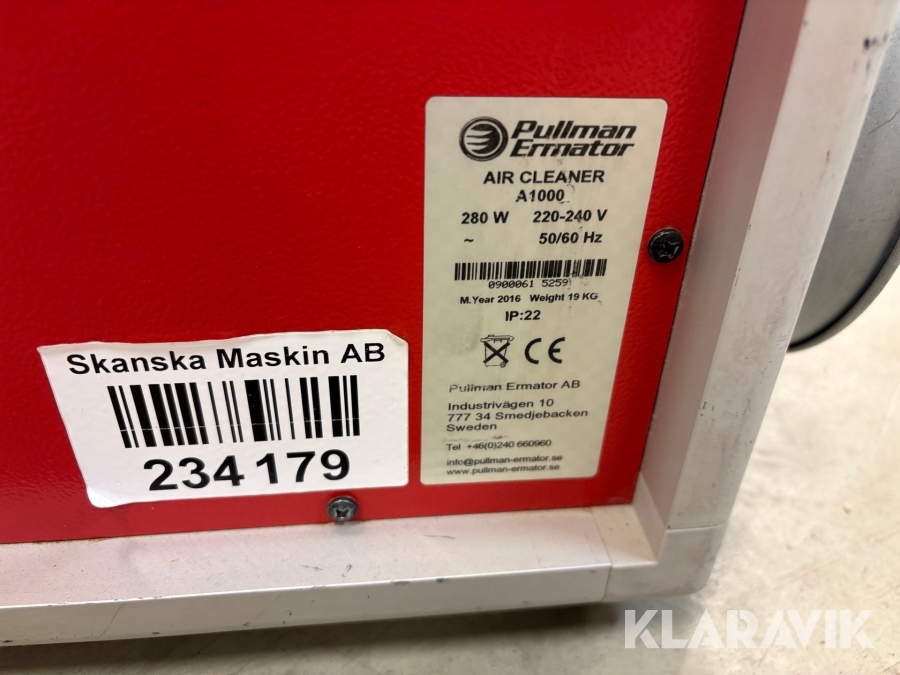 Pullman
Ermator
AIR CLEANER
A1000
280 W 220-240 V
~ 50/60 Hz
0900061 5259
M.Year 2016 Weight 19 KG
IP:22
CE
Pullman Ermator AB
Industrivägen 10
777 34 Smedjebacken
Sweden
Tel +46(0)240 660960
info@pullman-ermator.se
www.pullman-ermator.se
Skanska Maskin AB
234 179
KLARAVIK